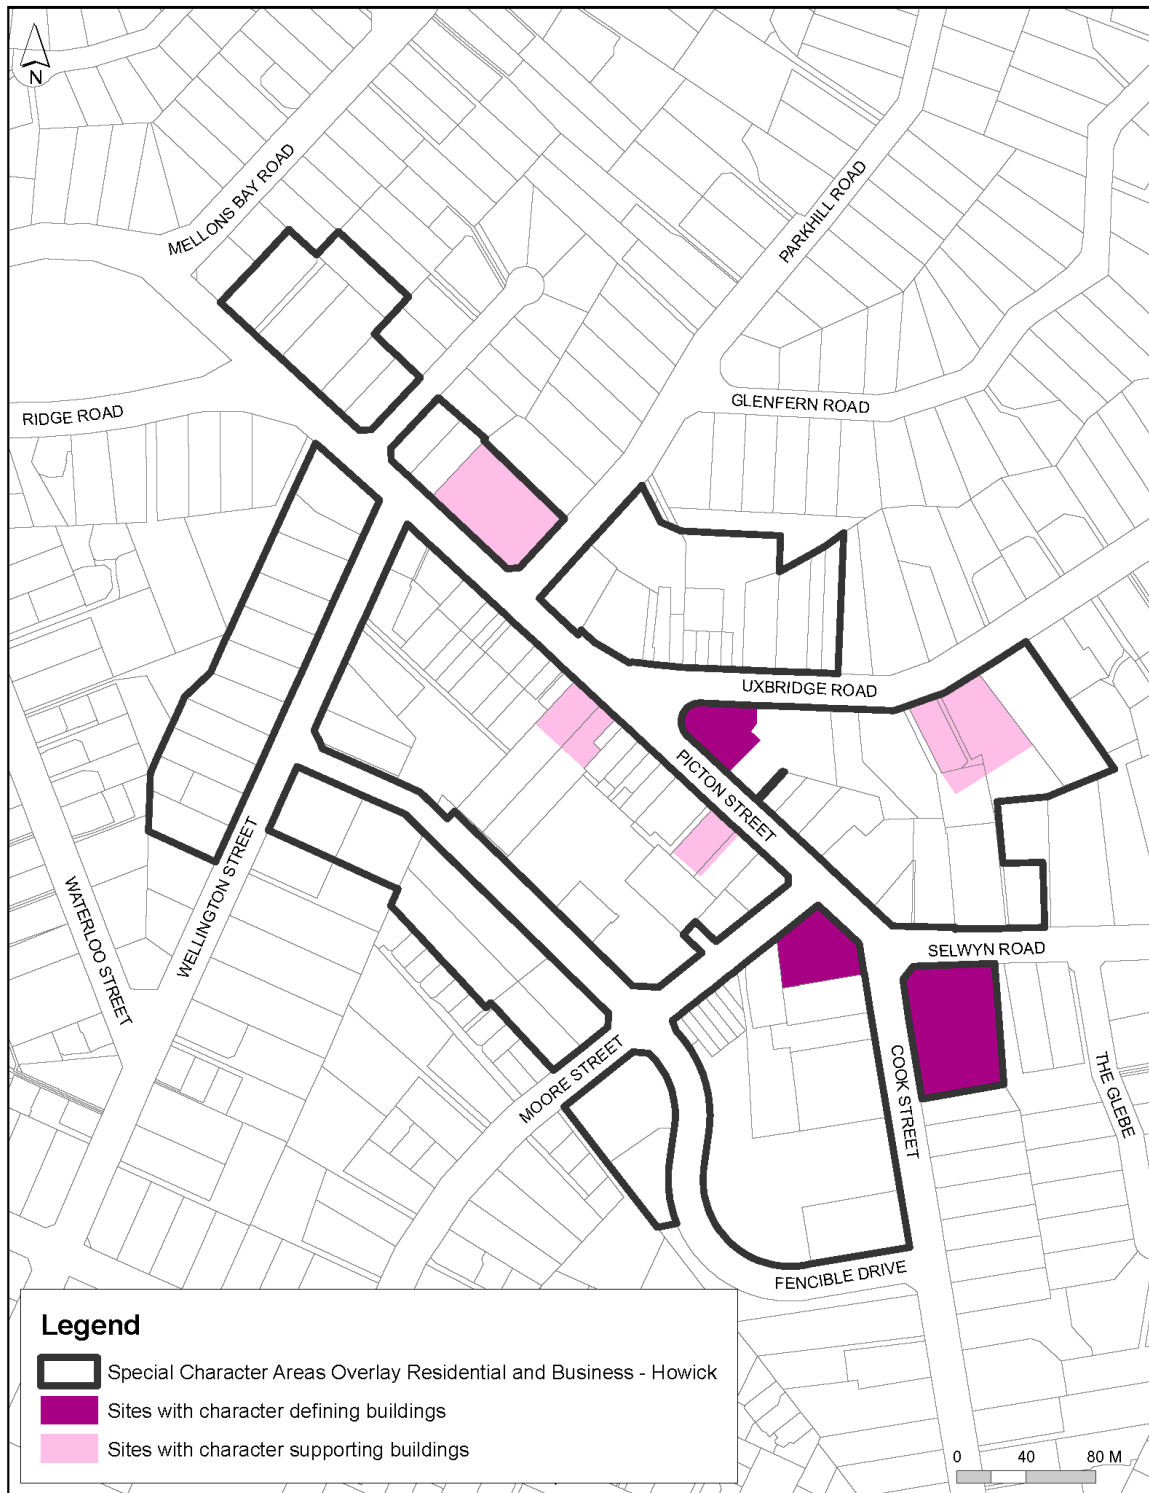 N
MELLONS BAY ROAD
PARKHILL ROAD
RIDGE ROAD
GLENFERN ROAD
UXBRIDGE ROAD
PICTON STREET
WELLINGTON STREET
WATERLOO STREET
SELWYN ROAD
MOORE STREET
COOK STREET
THE GLEBE
FENCIBLE DRIVE
Legend
Special Character Areas Overlay Residential and Business - Howick
Sites with character defining buildings
Sites with character supporting buildings
0 40 80 M